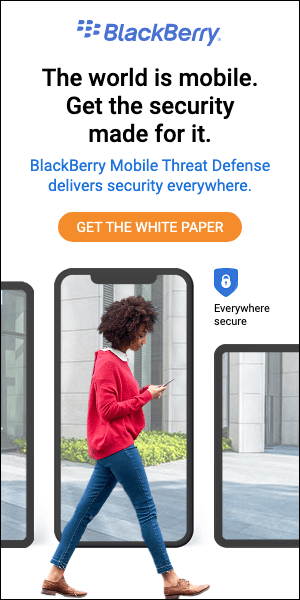 BlackBerry.
The world is mobile.
Get the security
made for it.
BlackBerry Mobile Threat Defense
delivers security everywhere.
GET THE WHITE PAPER
Everywhere
secure